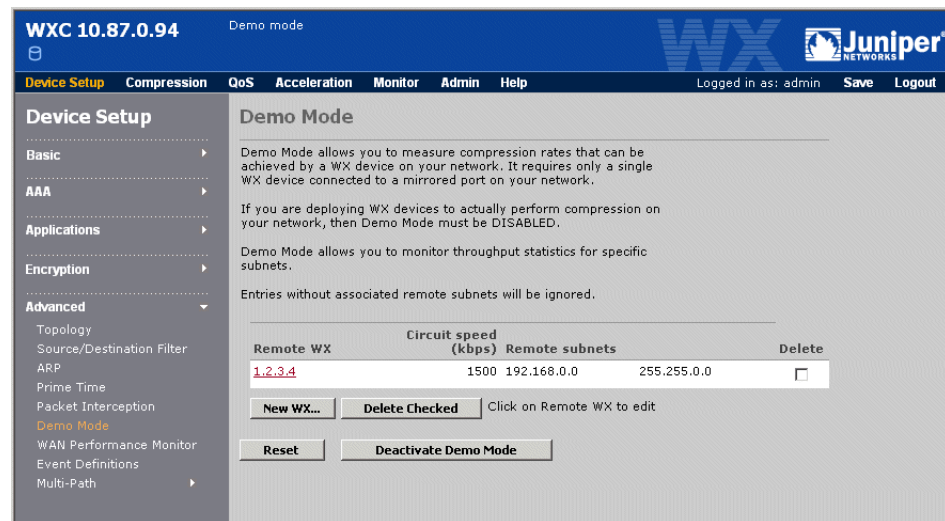 WXC 10.87.0.94
Demo mode
WX
Juniper
NETWORKS
Device Setup Compression QoS Acceleration Monitor Admin Help Logged in as: admin Save Logout
Device Setup
Basic
AAA
Applications
Encryption
Advanced
Topology
Source/Destination Filter
ARP
Prime Time
Packet Interception
Demo Mode
WAN Performance Monitor
Event Definitions
Multi-Path
Demo Mode
Demo Mode allows you to measure compression rates that can be
achieved by a WX device on your network. It requires only a single
WX device connected to a mirrored port on your network.
If you are deploying WX devices to actually perform compression on
your network, then Demo Mode must be DISABLED.
Demo Mode allows you to monitor throughput statistics for specific
subnets.
Entries without associated remote subnets will be ignored.
Circuit speed
Remote WX (kbps) Remote subnets Delete
1.2.3.4 1500 192.168.0.0 255.255.0.0
New WX... Delete Checked Click on Remote WX to edit
Reset Deactivate Demo Mode